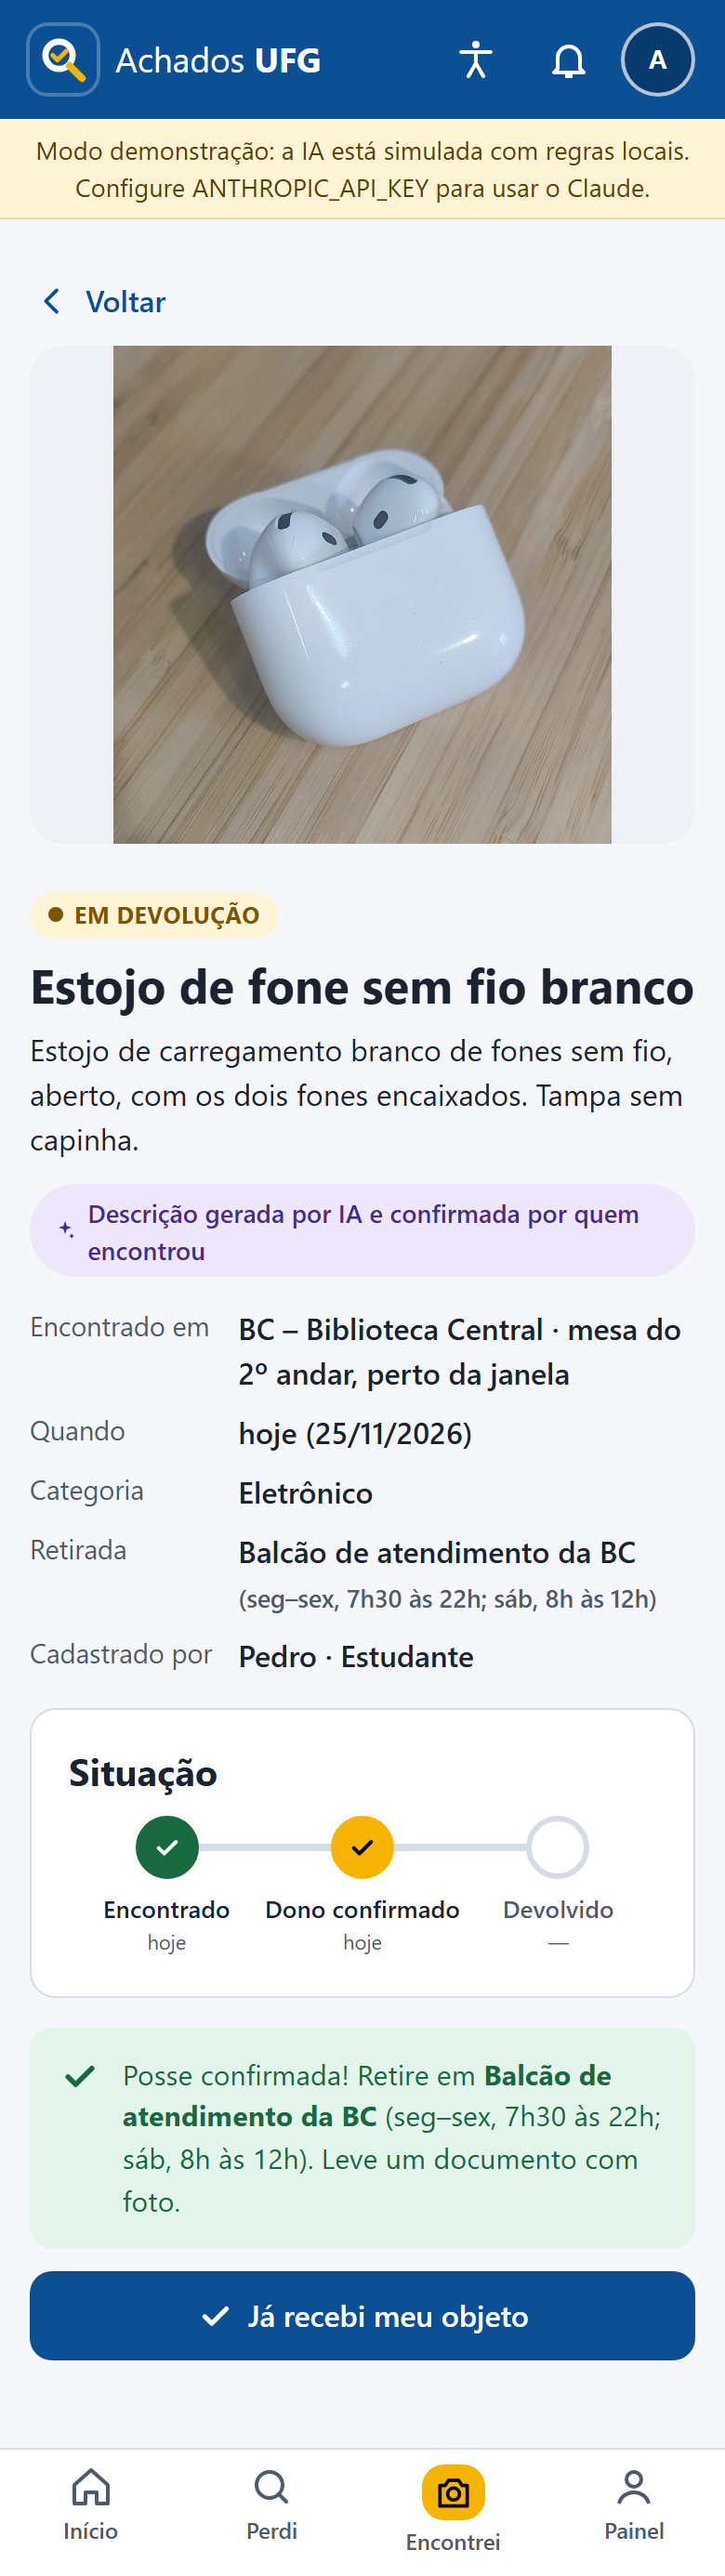 Achados UFG
A
Modo demonstração: a IA está simulada com regras locais.
Configure ANTHROPIC_API_KEY para usar o Claude.
Voltar
EM DEVOLUÇÃO
Estojo de fone sem fio branco
Estojo de carregamento branco de fones sem fio,
aberto, com os dois fones encaixados. Tampa sem
capinha.
Descrição gerada por IA e confirmada por quem
encontrou
Encontrado em BC – Biblioteca Central · mesa do
2º andar, perto da janela
Quando hoje (25/11/2026)
Categoria Eletrônico
Retirada Balcão de atendimento da BC
(seg–sex, 7h30 às 22h; sáb, 8h às 12h)
Cadastrado por Pedro · Estudante
Situação
Encontrado Dono confirmado Devolvido
hoje hoje —
Posse confirmada! Retire em Balcão de
atendimento da BC (seg–sex, 7h30 às 22h;
sáb, 8h às 12h). Leve um documento com
foto.
Já recebi meu objeto
Início Perdi Encontrei Painel